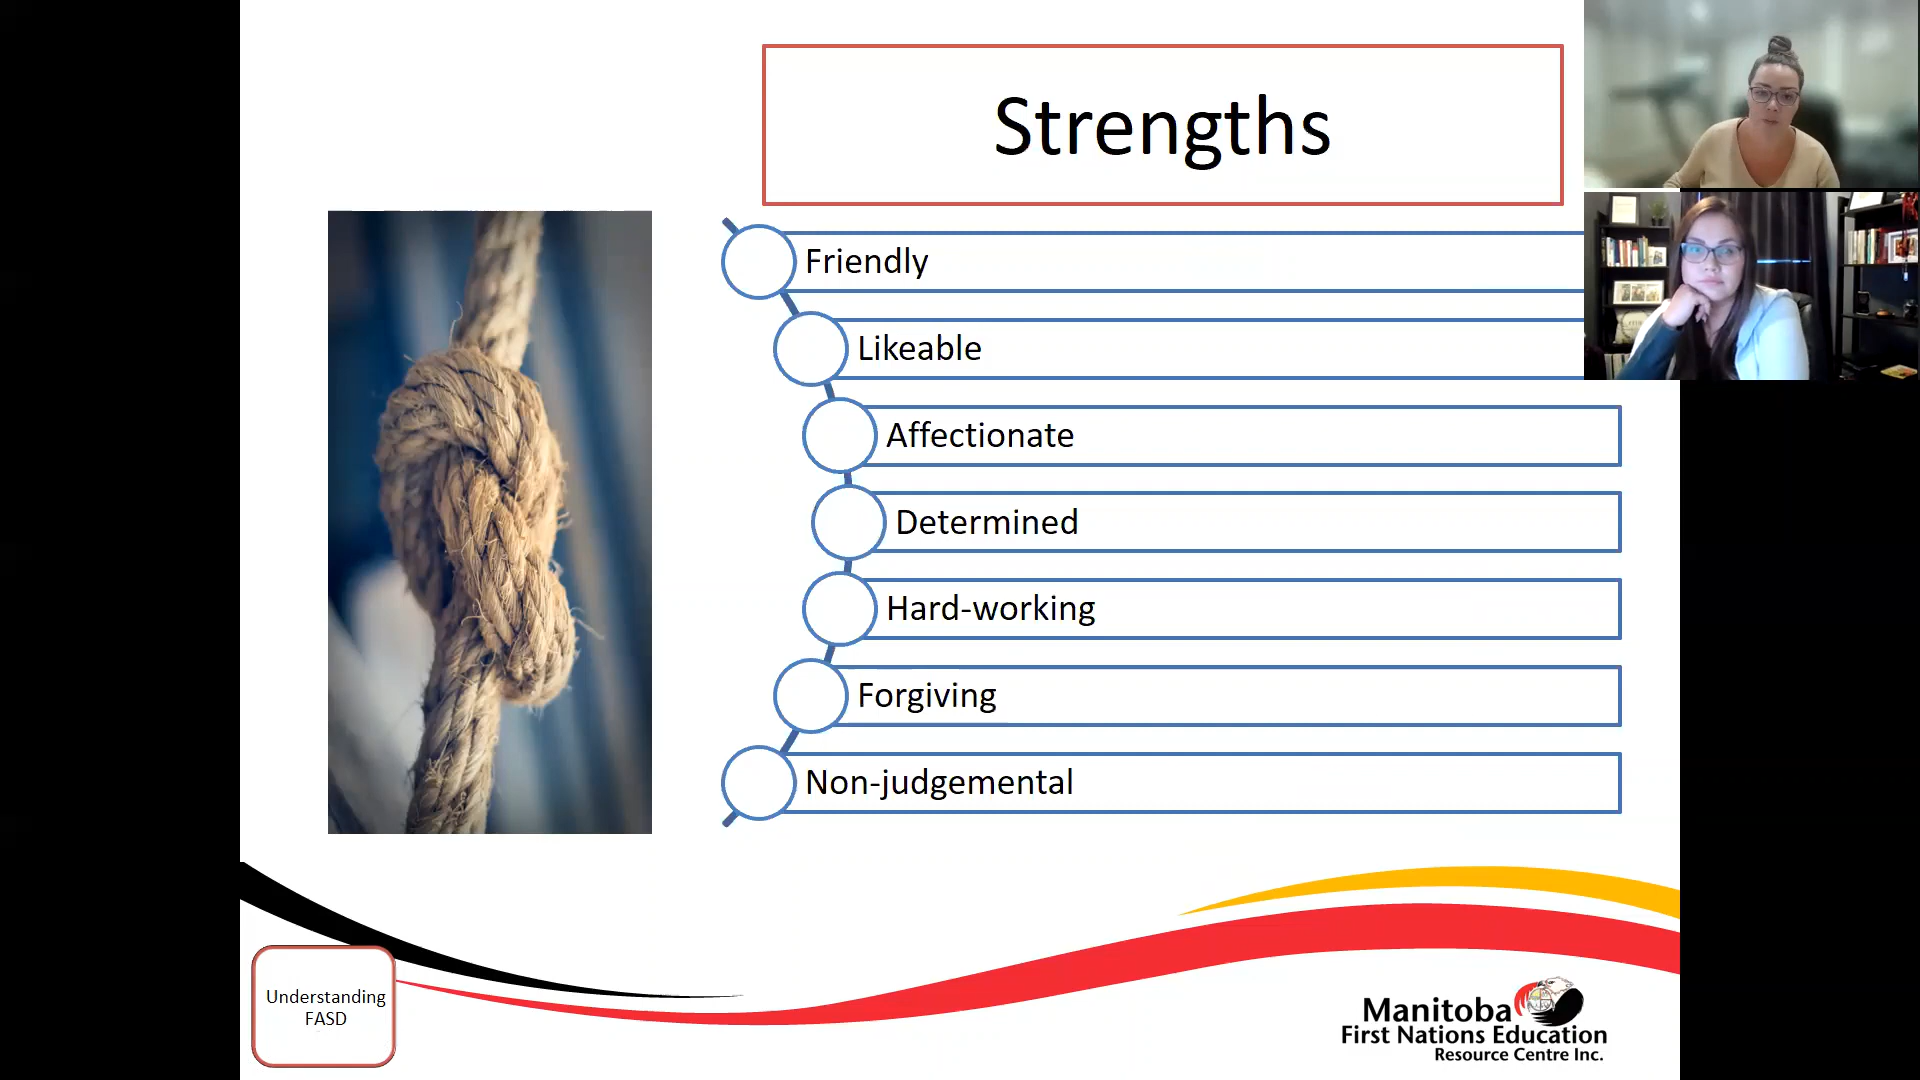 Strengths
Friendly
Likeable
Affectionate
Determined
Hard-working
Forgiving
Non-judgemental
Understanding
FASD
Manitoba
First Nations Education
Resource Centre Inc.